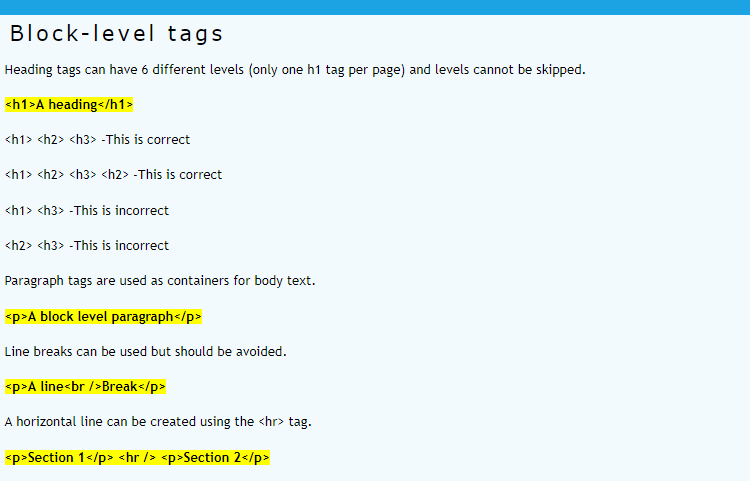 Block-level tags
Heading tags can have 6 different levels (only one h1 tag per page) and levels cannot be skipped.
<h1>A heading</h1>
<h1> <h2> <h3> -This is correct
<h1> <h2> <h3> <h2> -This is correct
<h1> <h3> -This is incorrect
<h2> <h3> -This is incorrect
Paragraph tags are used as containers for body text.
<p>A block level paragraph</p>
Line breaks can be used but should be avoided.
<p>A line<br />Break</p>
A horizontal line can be created using the <hr> tag.
<p>Section 1</p> <hr /> <p>Section 2</p>